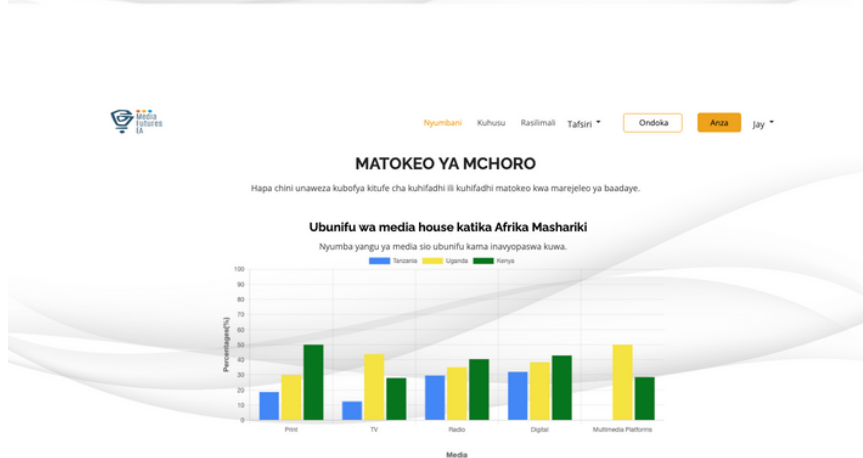 Media
Futures
EA
Nyumbani Kuhusu Rasilimali Tafsiri Ondoka Anza Jay
MATOKEO YA MCHORO
Hapa chini unaweza kubofya kitufe cha kuhifadhi ili kuhifadhi matokeo kwa marejeleo ya baadaye.
Ubunifu wa media house katika Afrika Mashariki
Nyumba yangu ya media sio ubunifu kama inavyopaswa kuwa.
Tanzania Uganda Kenya
Percentages(%)
100
90
80
70
60
50
40
30
20
10
0
Print TV Radio Digital Multimedia Platforms
Media